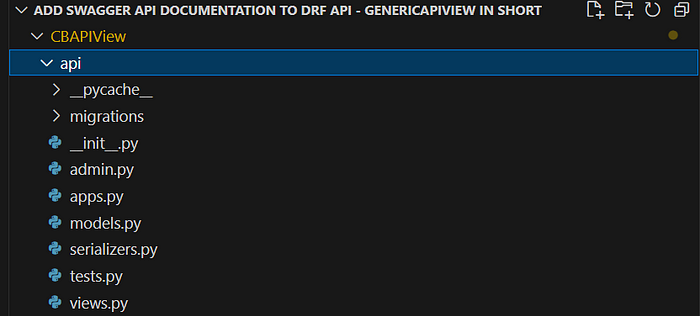 ADD SWAGGER API DOCUMENTATION TO DRF API - GENERICAPIVIEW IN SHORT
CBAPIView
api
__pycache__
migrations
__init__.py
admin.py
apps.py
models.py
serializers.py
tests.py
views.py